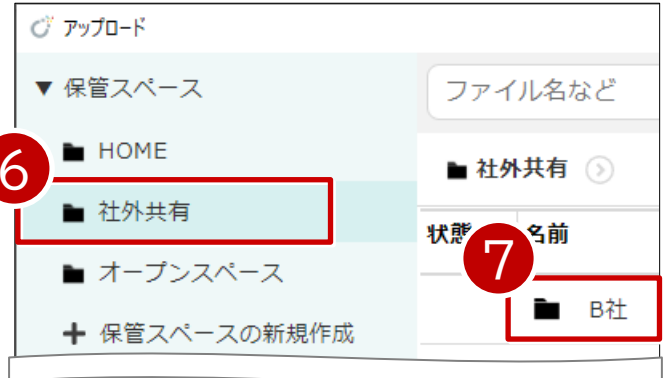 アップロード
▼ 保管スペース
6
HOME
社外共有
オープンスペース
+ 保管スペースの新規作成
ファイル名など
社外共有
状態 名前
7
B社